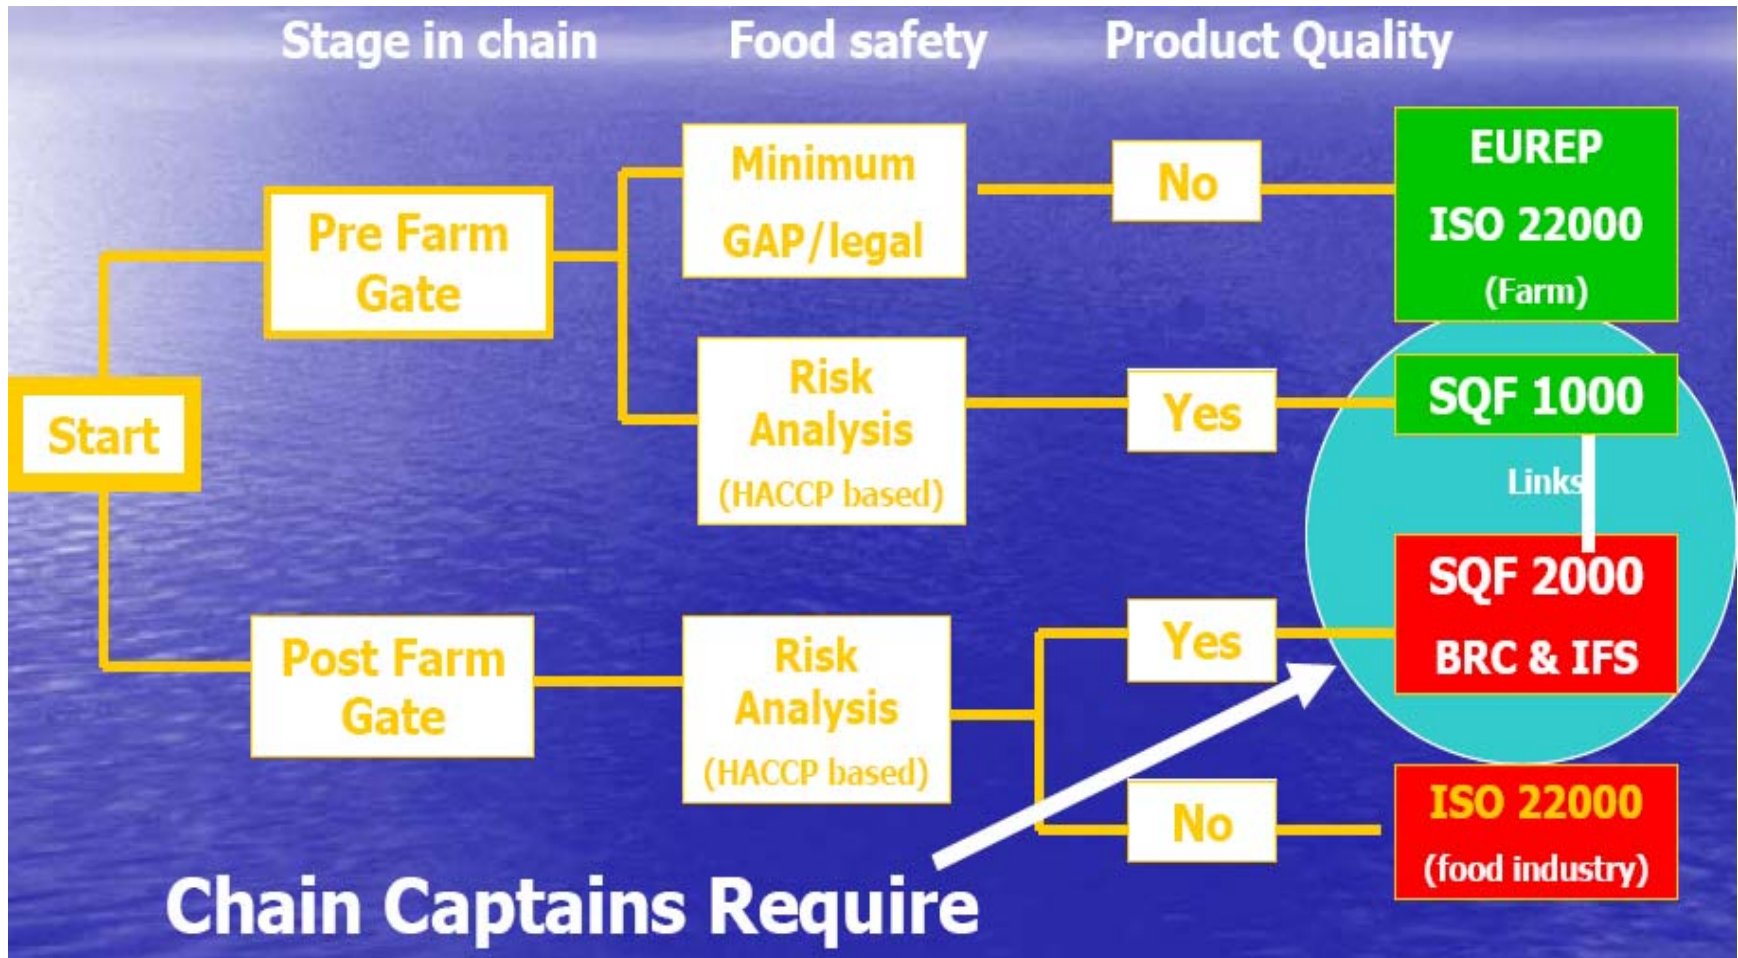 Stage in chain
Food safety
Product Quality
Minimum
GAP/legal
No
EUREP
ISO 22000
(Farm)
Pre Farm
Gate
Risk
Analysis
(HACCP based)
Yes
SQF 1000
Start
Links
SQF 2000
BRC & IFS
Post Farm
Gate
Risk
Analysis
(HACCP based)
Yes
No
ISO 22000
(food industry)
Chain Captains Require